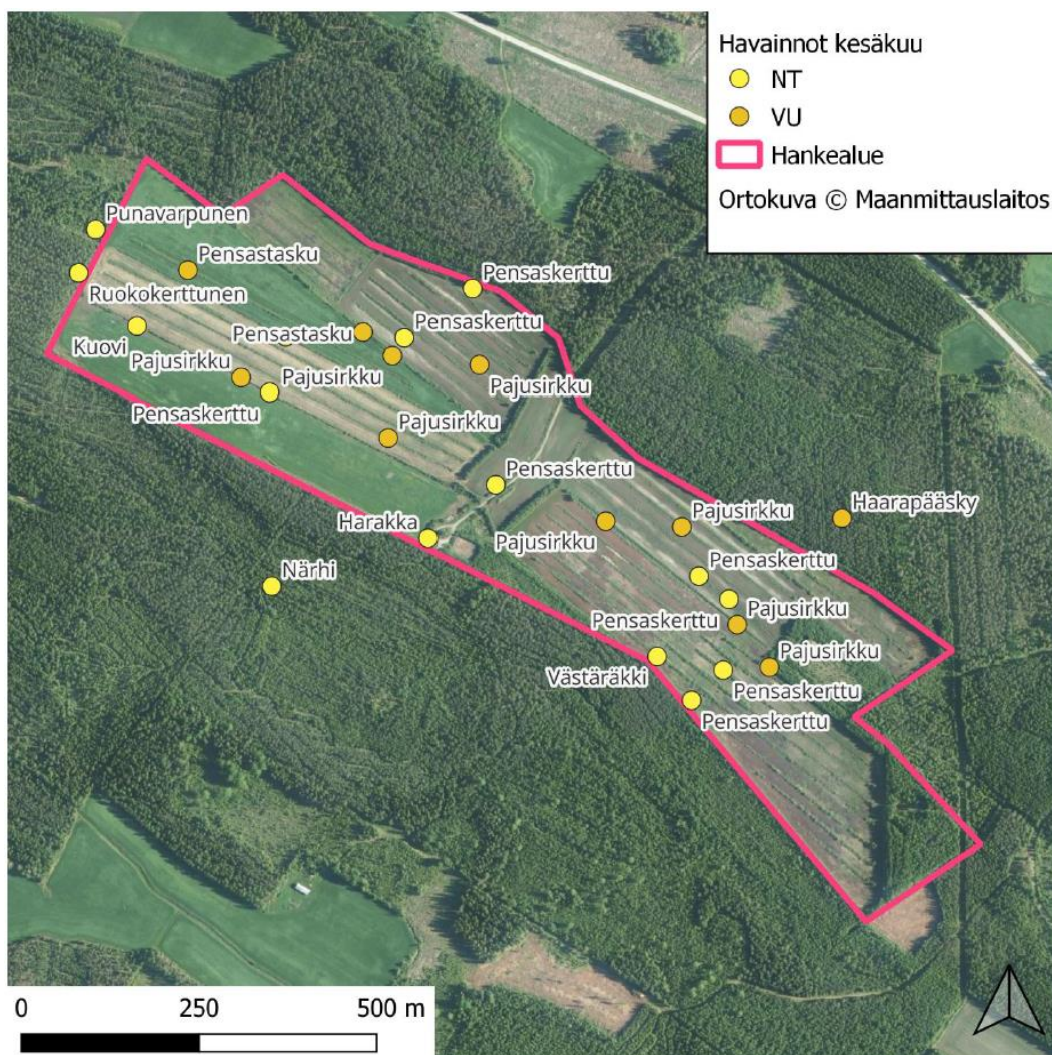 Havainnot kesäkuu
NT
VU
Hankealue
Ortokuva © Maanmittauslaitos
Punavarpunen
Pensastasku
Pensaskerttu
Ruokokerttunen
Pensastasku
Pensaskerttu
Kuovi
Pajusirkku
Pajusirkku
Pajusirkku
Pensaskerttu
Pajusirkku
Pensaskerttu
Haarapääsky
Pajusirkku
Harakka
Pajusirkku
Pensaskerttu
Närhi
Pajusirkku
Pensaskerttu
Pajusirkku
Västäräkki
Pensaskerttu
Pensaskerttu
0 250 500 m